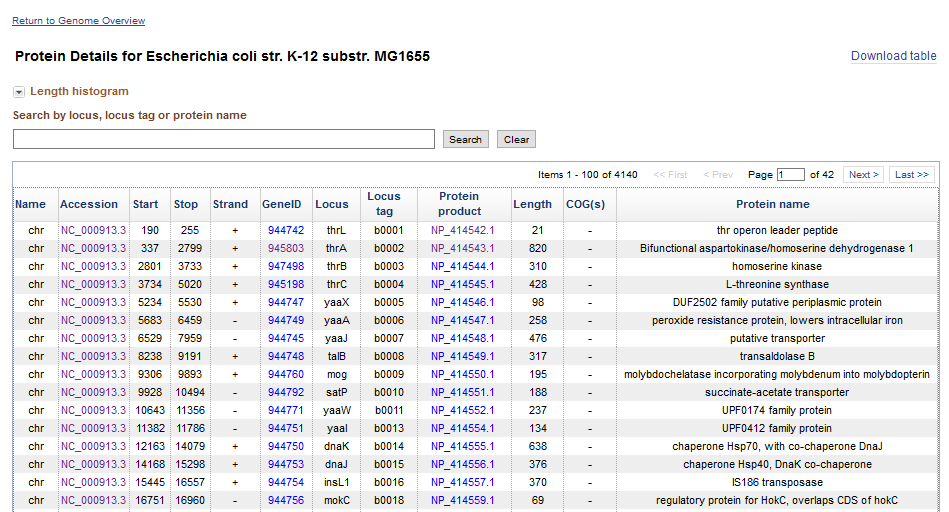 Return to Genome Overview
Protein Details for Escherichia coli str. K-12 substr. MG1655
Download table
Length histogram
Search by locus, locus tag or protein name
Search Clear
Items 1 - 100 of 4140 << First < Prev Page 1 of 42 Next > Last >>
Name Accession Start Stop Strand GeneID Locus Locus tag Protein product Length COG(s) Protein name
chr NC_000913.3 190 255 + 944742 thrL b0001 NP_414542.1 21 - thr operon leader peptide
chr NC_000913.3 337 2799 + 945803 thrA b0002 NP_414543.1 820 - Bifunctional aspartokinase/homoserine dehydrogenase 1
chr NC_000913.3 2801 3733 + 947498 thrB b0003 NP_414544.1 310 - homoserine kinase
chr NC_000913.3 3734 5020 + 945198 thrC b0004 NP_414545.1 428 - L-threonine synthase
chr NC_000913.3 5234 5530 + 944747 yaaX b0005 NP_414546.1 98 - DUF2502 family putative periplasmic protein
chr NC_000913.3 5683 6459 - 944749 yaaA b0006 NP_414547.1 258 - peroxide resistance protein, lowers intracellular iron
chr NC_000913.3 6529 7959 - 944745 yaaJ b0007 NP_414548.1 476 - putative transporter
chr NC_000913.3 8238 9191 + 944748 talB b0008 NP_414549.1 317 - transaldolase B
chr NC_000913.3 9306 9893 + 944760 mog b0009 NP_414550.1 195 - molybdochelatase incorporating molybdenum into molybdopterin
chr NC_000913.3 9928 10494 - 944792 satP b0010 NP_414551.1 188 - succinate-acetate transporter
chr NC_000913.3 10643 11356 - 944771 yaaW b0011 NP_414552.1 237 - UPF0174 family protein
chr NC_000913.3 11382 11786 - 944751 yaaI b0013 NP_414554.1 134 - UPF0412 family protein
chr NC_000913.3 12163 14079 + 944750 dnaK b0014 NP_414555.1 638 - chaperone Hsp70, with co-chaperone DnaJ
chr NC_000913.3 14168 15298 + 944753 dnaJ b0015 NP_414556.1 376 - chaperone Hsp40, DnaK co-chaperone
chr NC_000913.3 15445 16557 + 944754 insL1 b0016 NP_414557.1 370 - IS186 transposase
chr NC_000913.3 16751 16960 - 944756 mokC b0018 NP_414559.1 69 - regulatory protein for HokC, overlaps CDS of hokC